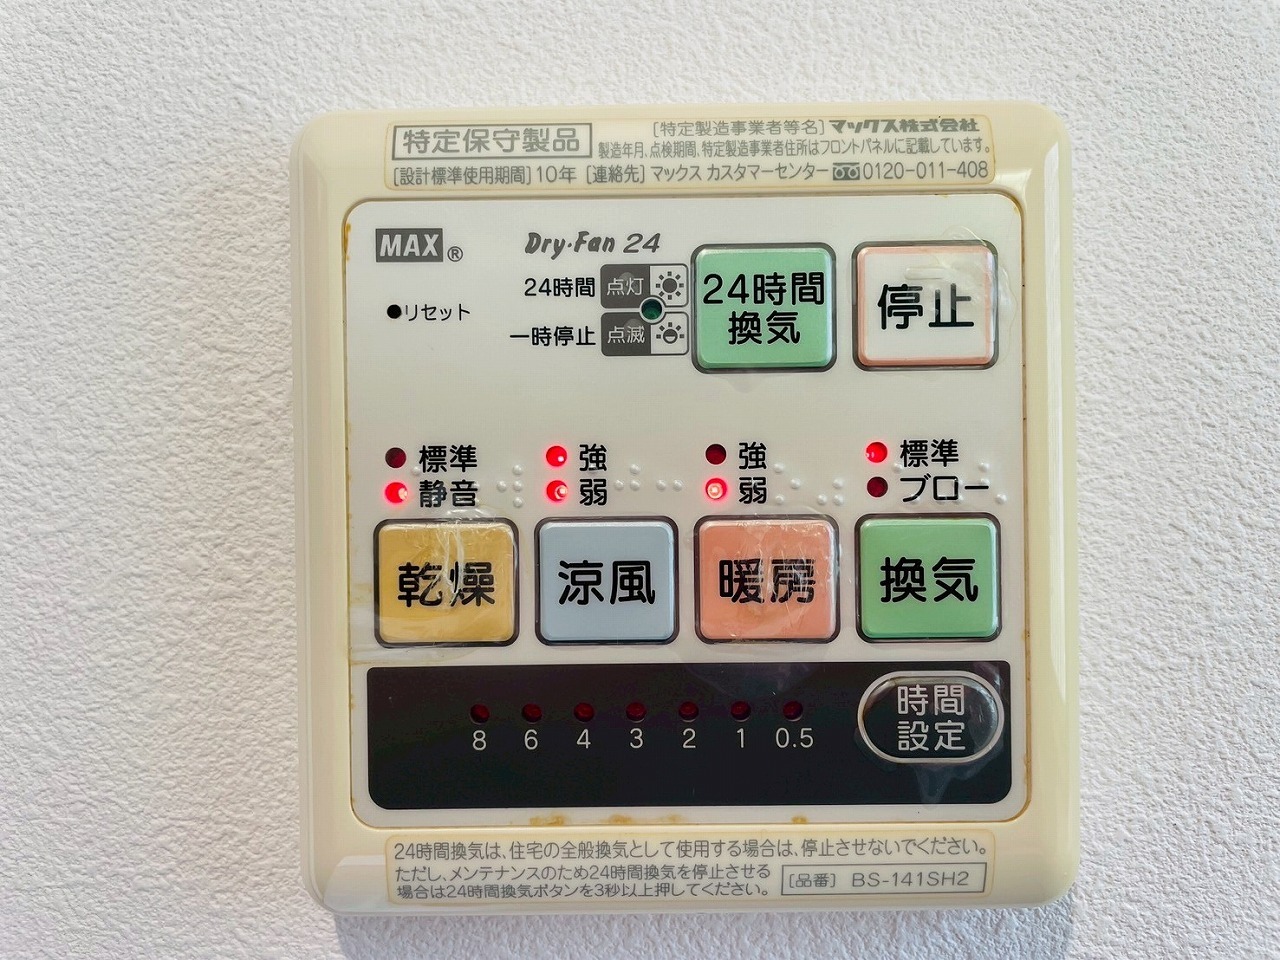 特定保守製品
[特定製造事業者等名] マックス株式会社
製造年月、点検期間、特定製造事業者住所はフロントパネルに記載しています。
[設計標準使用期間] 10年 [連絡先] マックス カスタマーセンター 0120-011-408
MAX®
Dry・Fan 24
●リセット
24時間 点灯
一時停止 点滅
24時間
換気
停止
標準
静音
強
弱
強
弱
標準
ブロー
乾燥
涼風
暖房
換気
8 6 4 3 2 1 0.5
時間
設定
24時間換気は、住宅の全般換気として使用する場合は、停止させないでください。
ただし、メンテナンスのため24時間換気を停止させる
場合は24時間換気ボタンを3秒以上押してください。
[品番] BS-141SH2